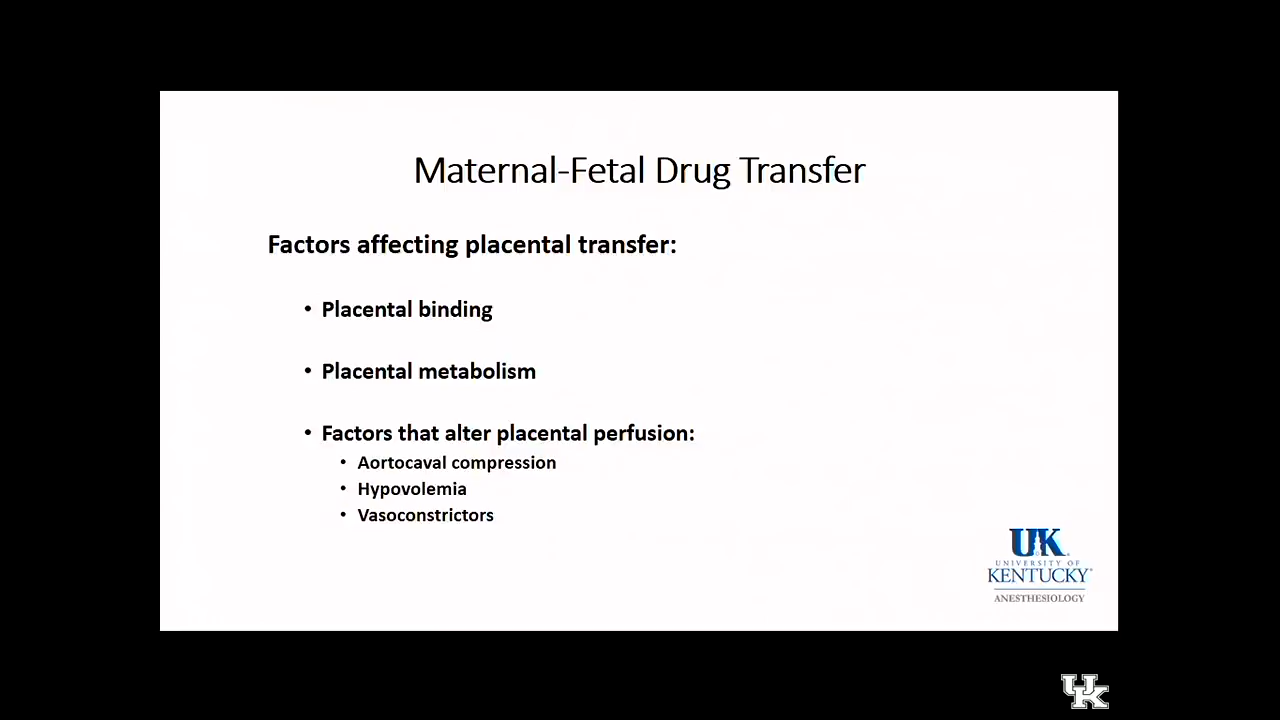 Maternal-Fetal Drug Transfer
Factors affecting placental transfer:
• Placental binding
• Placental metabolism
• Factors that alter placental perfusion:
• Aortocaval compression
• Hypovolemia
• Vasoconstrictors
UK
UNIVERSITY OF
KENTUCKY®
ANESTHESIOLOGY
UK